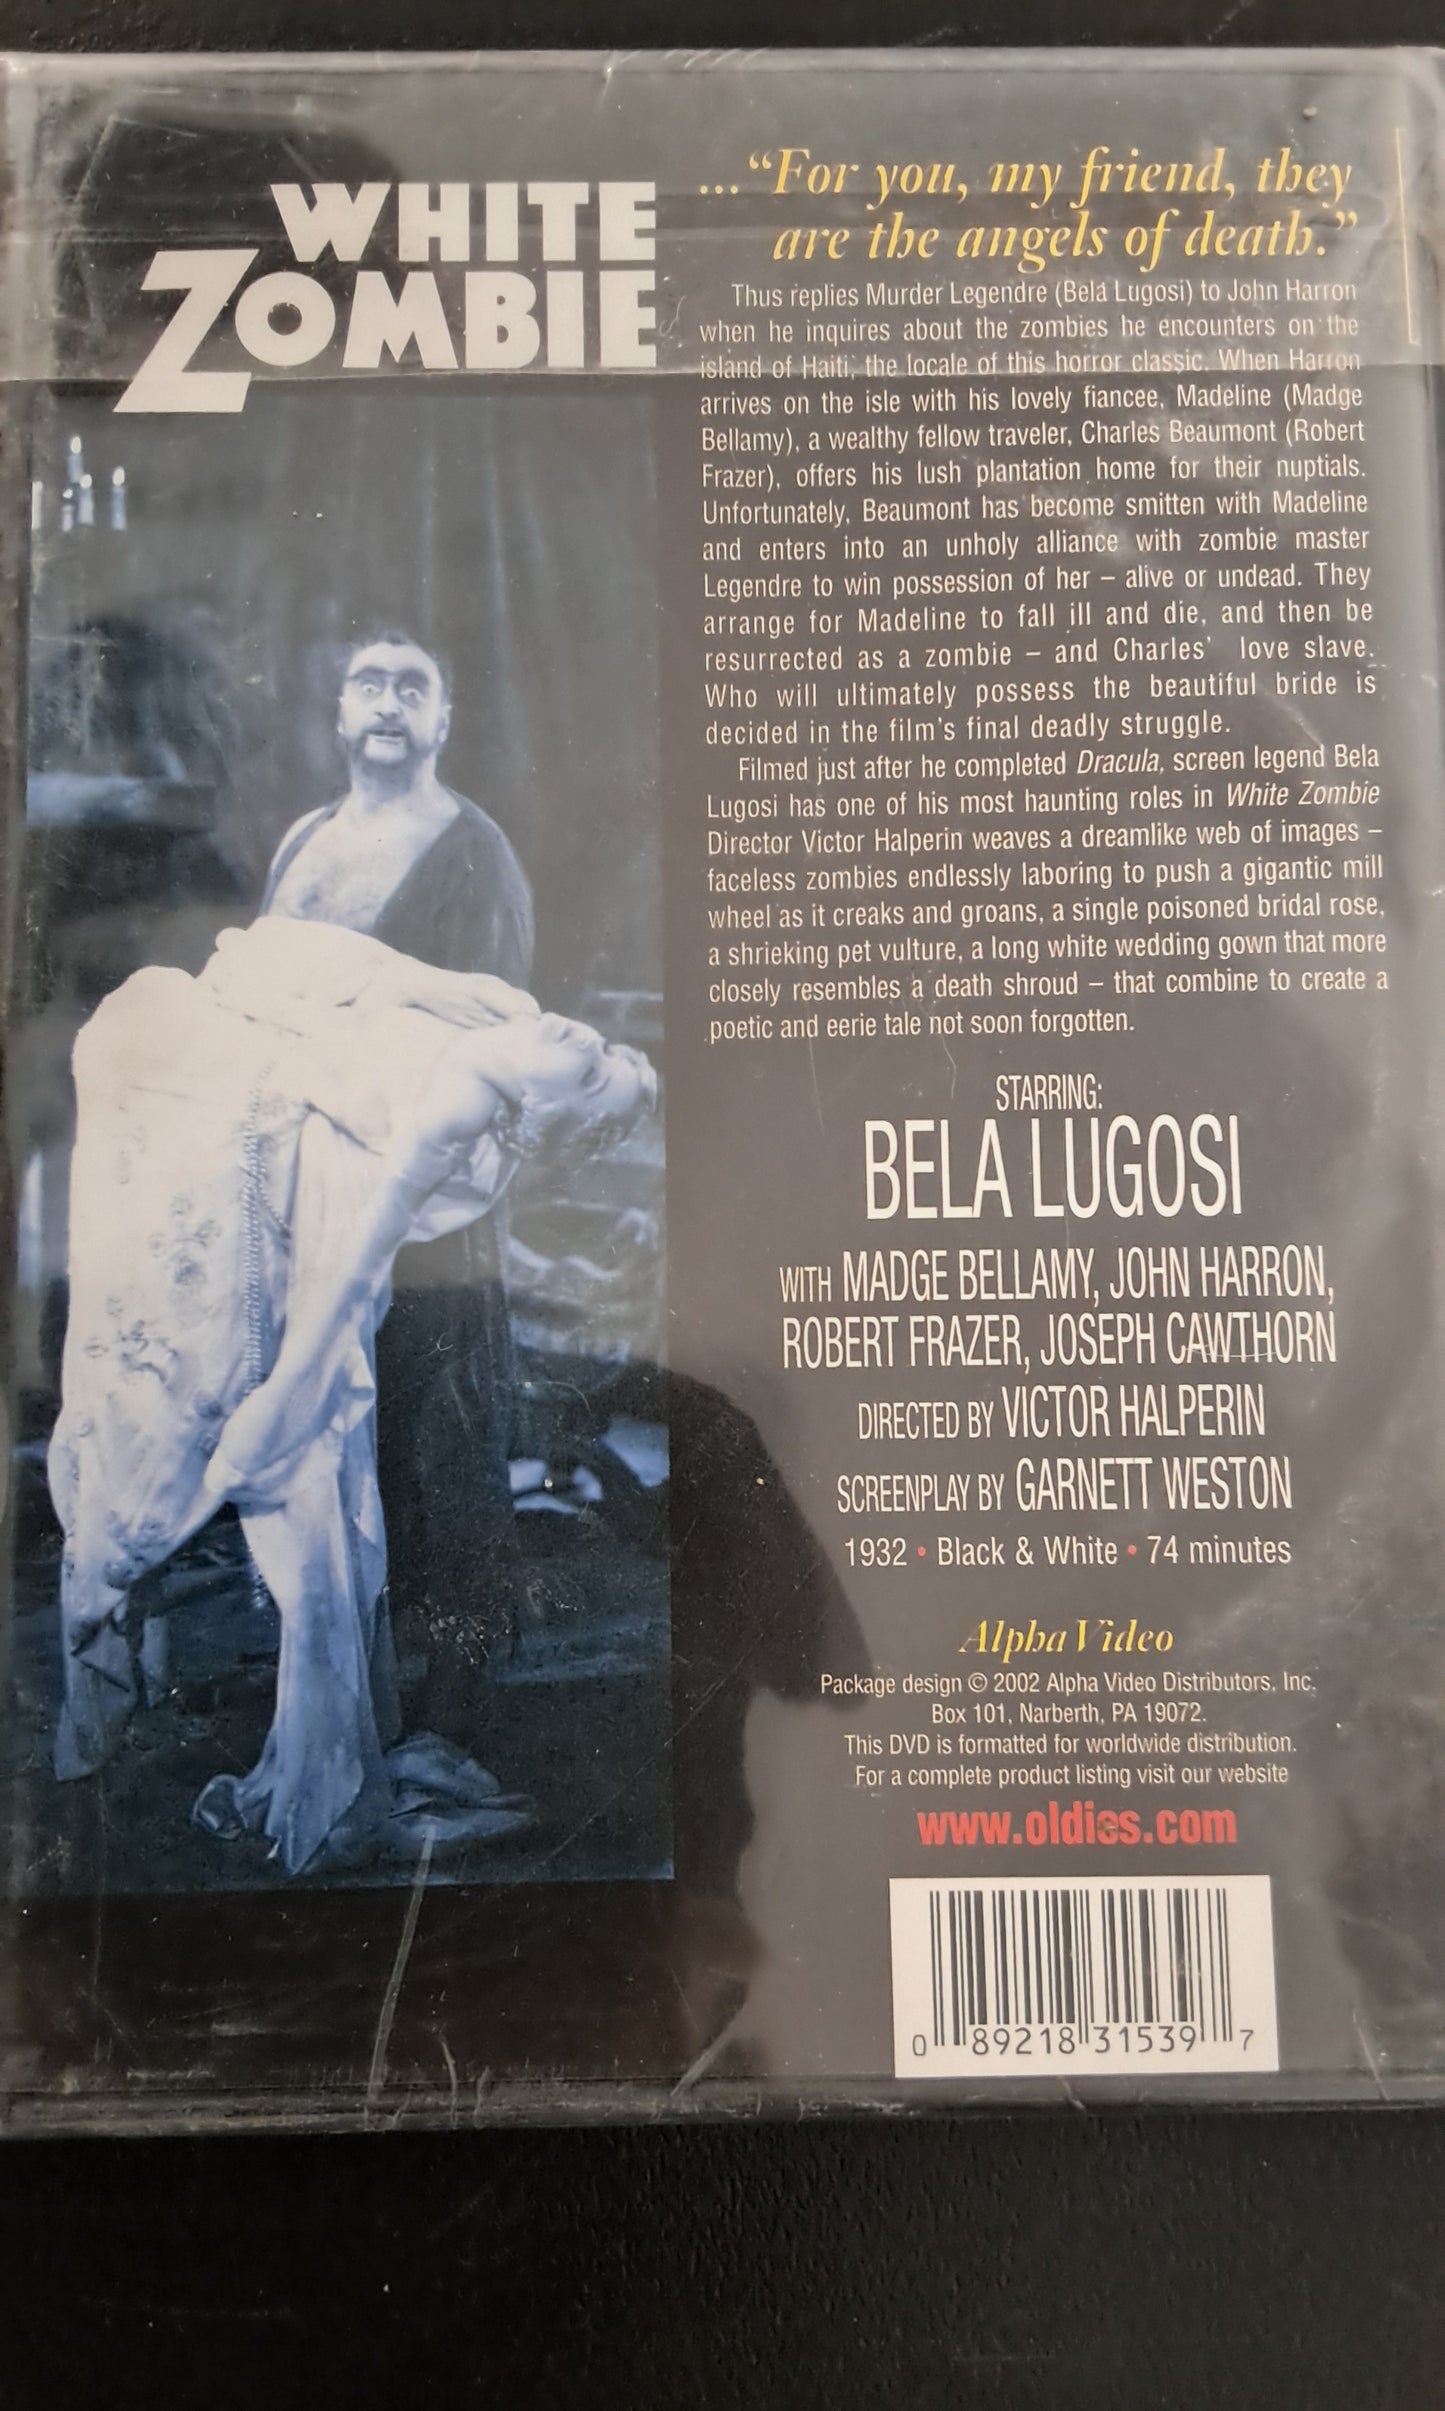 WHITE
ZOMBIE
..."For you, my friend, they
are the angels of death."
Thus replies Murder Legendre (Bela Lugosi) to John Harron
when he inquires about the zombies he encounters on the
island of Haiti, the locale of this horror classic. When Harron
arrives on the isle with his lovely fiancee, Madeline (Madge
Bellamy), a wealthy fellow traveler, Charles Beaumont (Robert
Frazer), offers his lush plantation home for their nuptials.
Unfortunately, Beaumont has become smitten with Madeline
and enters into an unholy alliance with zombie master
Legendre to win possession of her – alive or undead. They
arrange for Madeline to fall ill and die, and then be
resurrected as a zombie – and Charles' love slave.
Who will ultimately possess the beautiful bride is
decided in the film's final deadly struggle.
Filmed just after he completed Dracula, screen legend Bela
Lugosi has one of his most haunting roles in White Zombie
Director Victor Halperin weaves a dreamlike web of images –
faceless zombies endlessly laboring to push a gigantic mill
wheel as it creaks and groans, a single poisoned bridal rose,
a shrieking pet vulture, a long white wedding gown that more
closely resembles a death shroud – that combine to create a
poetic and eerie tale not soon forgotten.
STARRING:
BELA LUGOSI
WITH MADGE BELLAMY, JOHN HARRON,
ROBERT FRAZER, JOSEPH CAWTHORN
DIRECTED BY VICTOR HALPERIN
SCREENPLAY BY GARNETT WESTON
1932 • Black & White • 74 minutes
Alpha Video
Package design © 2002 Alpha Video Distributors, Inc.
Box 101, Narberth, PA 19072.
This DVD is formatted for worldwide distribution.
For a complete product listing visit our website
www.oldies.com
0 89218 31539 7